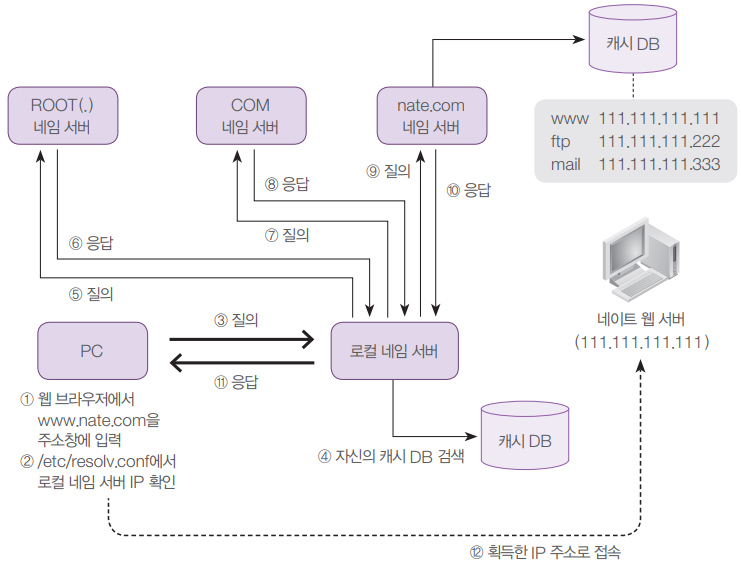 캐시 DB
ROOT(.)
네임 서버
COM
네임 서버
nate.com
네임 서버
www 111.111.111.111
ftp 111.111.111.222
mail 111.111.111.333
⑨ 질의
⑧ 응답
⑩ 응답
⑦ 질의
⑥ 응답
⑤ 질의
네이트 웹 서버
(111.111.111.111)
③ 질의
PC
로컬 네임 서버
⑪ 응답
① 웹 브라우저에서
www.nate.com을
주소창에 입력
② /etc/resolv.conf에서
로컬 네임 서버 IP 확인
④ 자신의 캐시 DB 검색
캐시 DB
⑫ 획득한 IP 주소로 접속